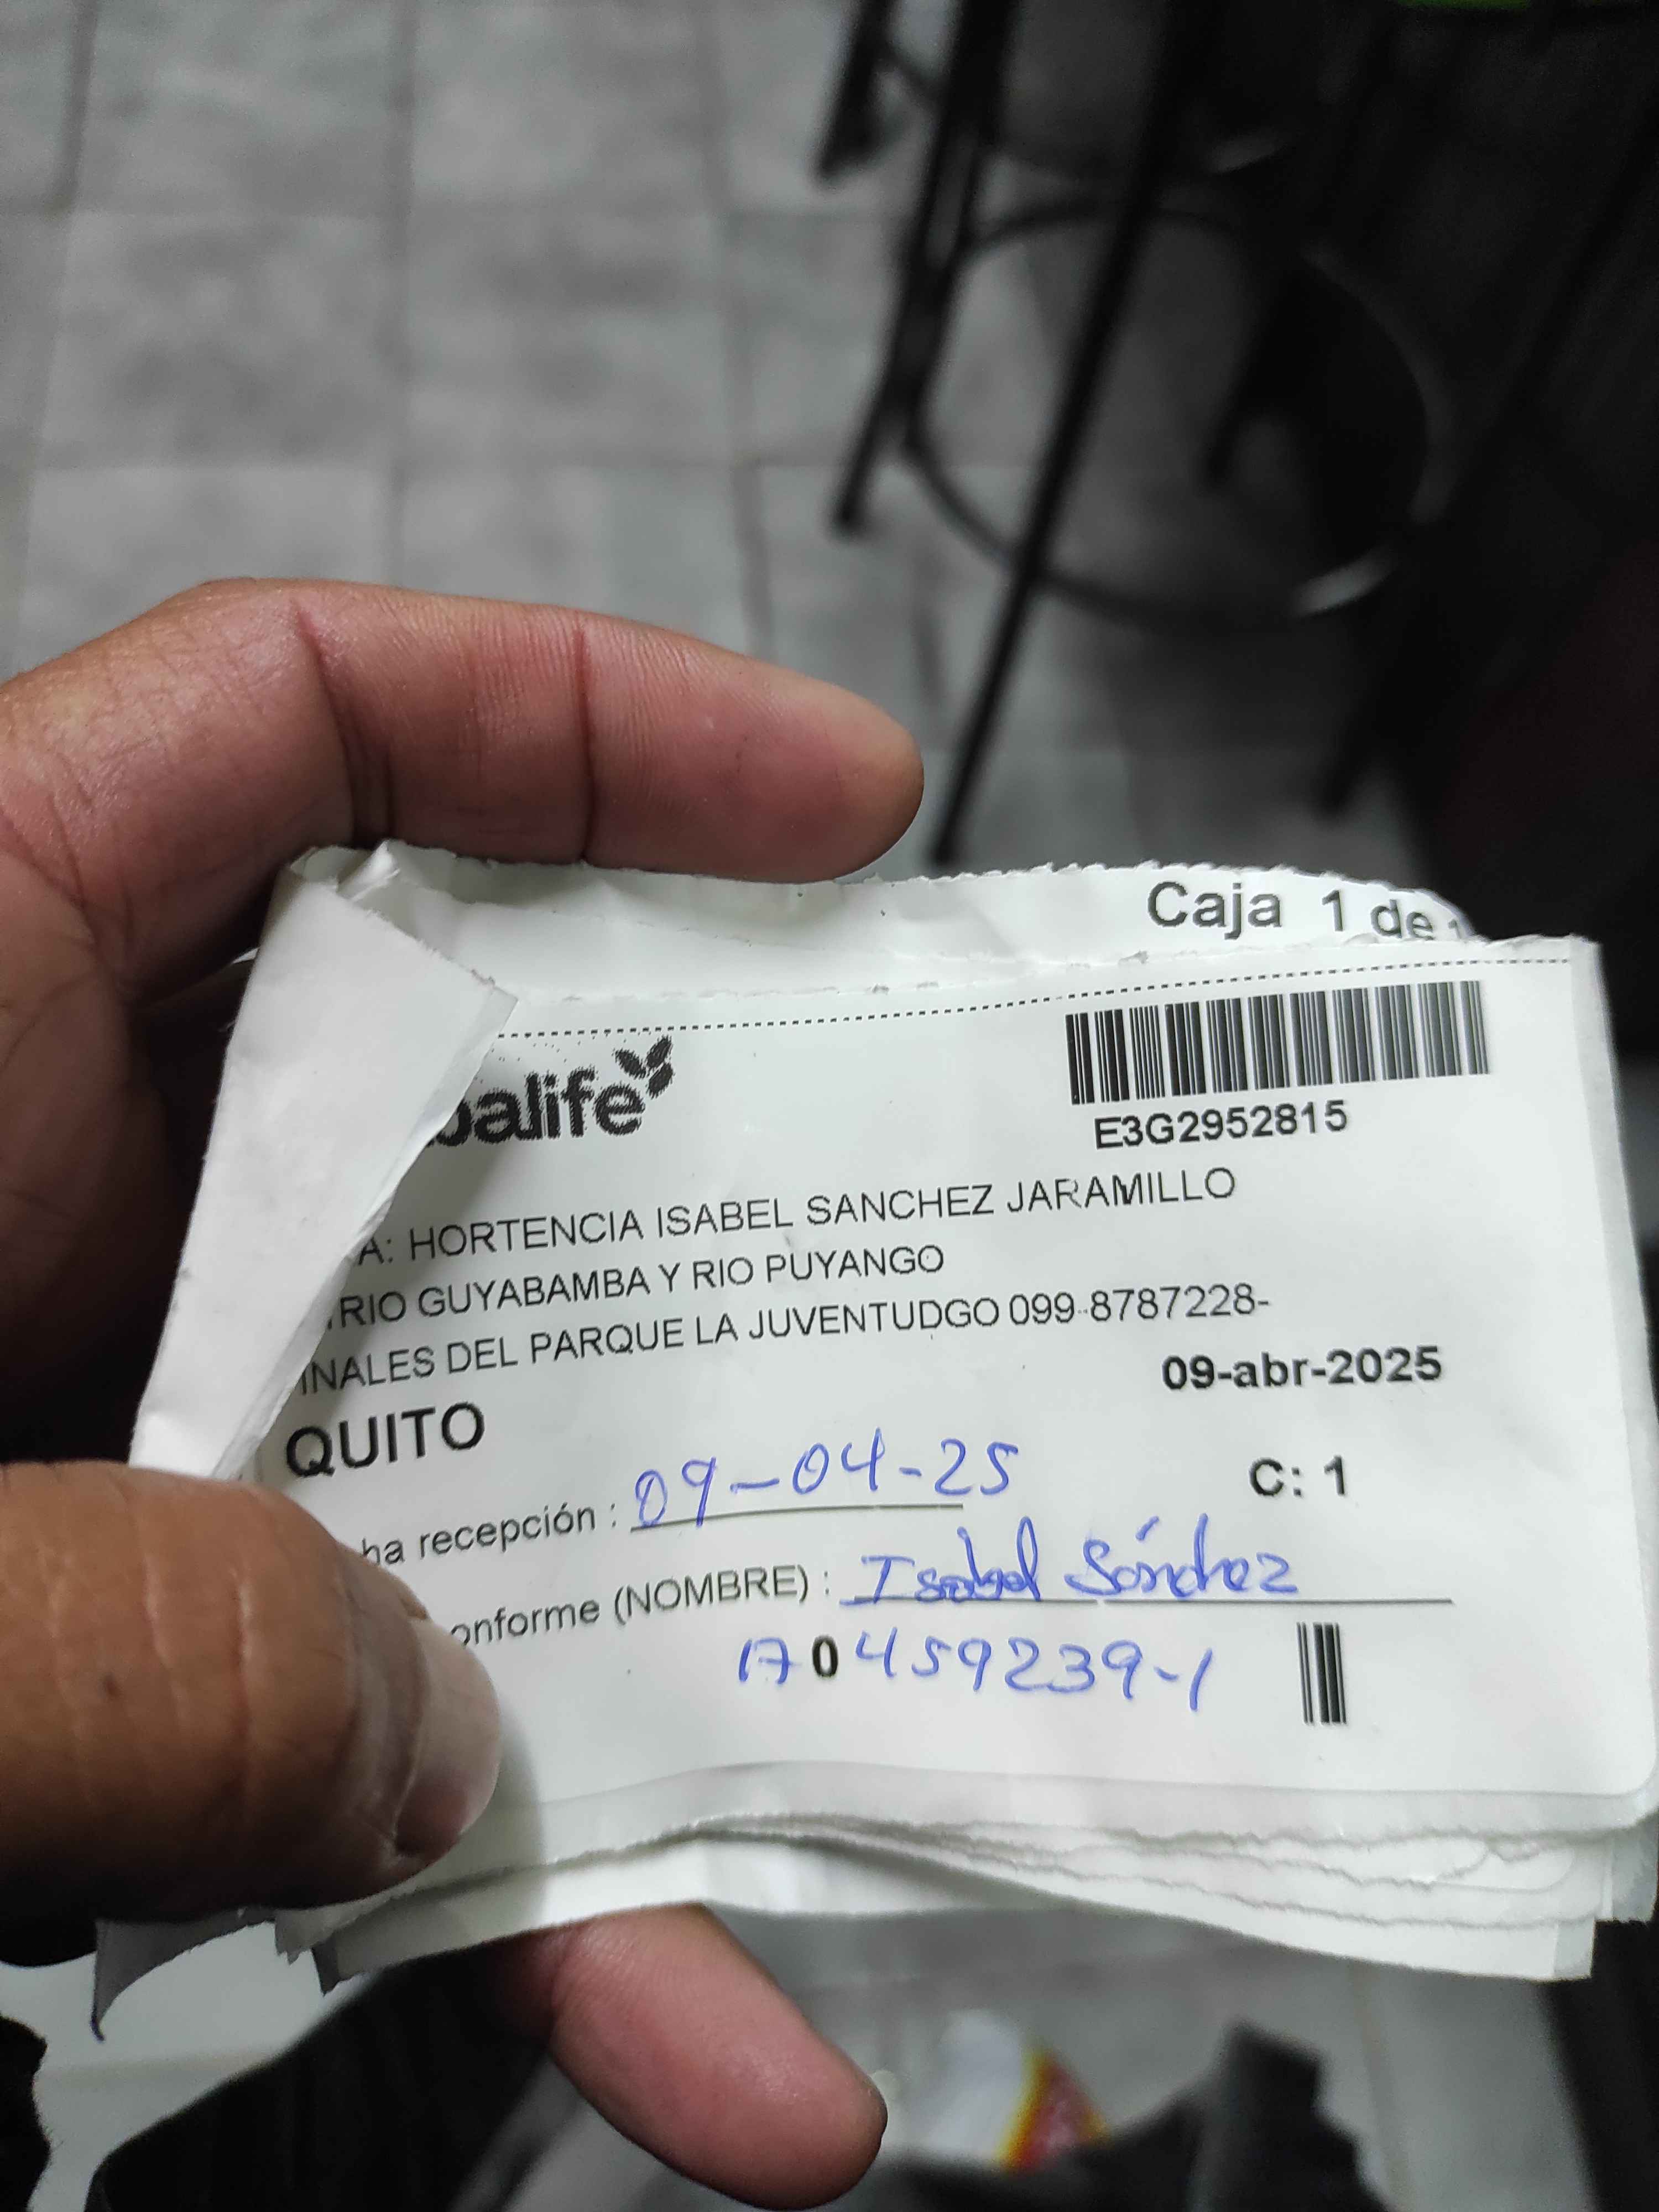 Caja 1 de
balife
E3G2952815
A: HORTENCIA ISABEL SANCHEZ JARAMILLO
RIO GUYABAMBA Y RIO PUYANGO
INALES DEL PARQUE LA JUVENTUDGO 099-8787228-
09-abr-2025
QUITO
C: 1
ha recepción : 09-04-25
onforme (NOMBRE) : Isabel Sánchez
170459239-1